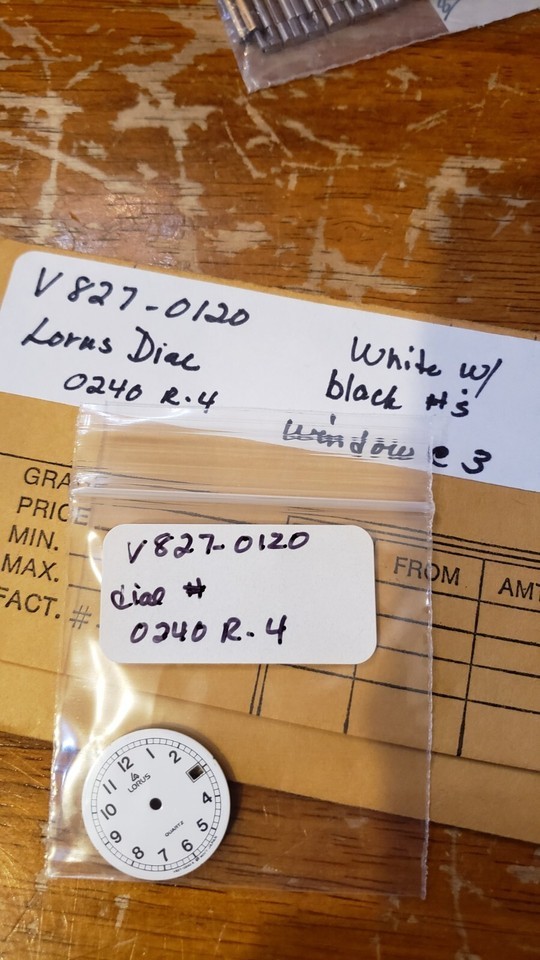 V827-0120
Lorus Dial
0240 R.4
White w/
black #s
window @ 3
GRA
PRICE
MIN.
MAX.
FACT. #
FROM
AMT
V827-0120
dial #
0240 R.4
12
1
2
4
5
6
7
8
9
10
11
LORUS
QUARTZ